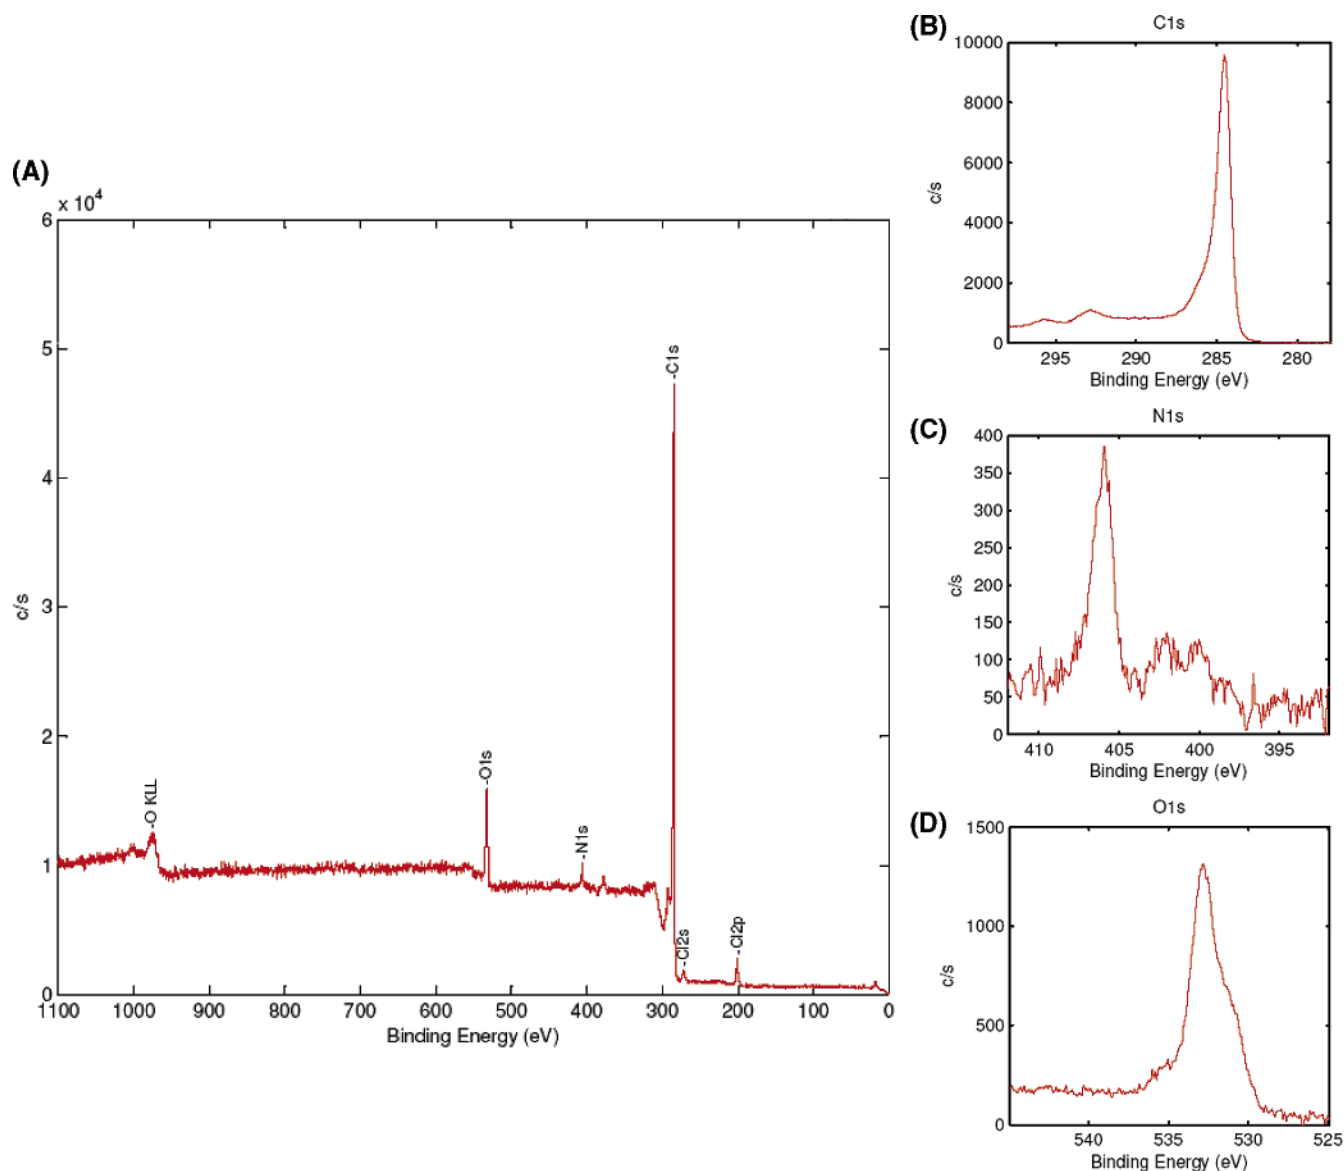 (A)
x 10⁴
6
5
4
3
2
1
0
c/s
-O KLL
-O1s
-N1s
-C1s
-Cl2s
-Cl2p
1100 1000 900 800 700 600 500 400 300 200 100 0
Binding Energy (eV)
(B)
C1s
10000
8000
6000
4000
2000
0
c/s
295 290 285 280
Binding Energy (eV)
(C)
N1s
400
350
300
250
200
150
100
50
0
c/s
410 405 400 395
Binding Energy (eV)
(D)
O1s
1500
1000
500
0
c/s
540 535 530 525
Binding Energy (eV)